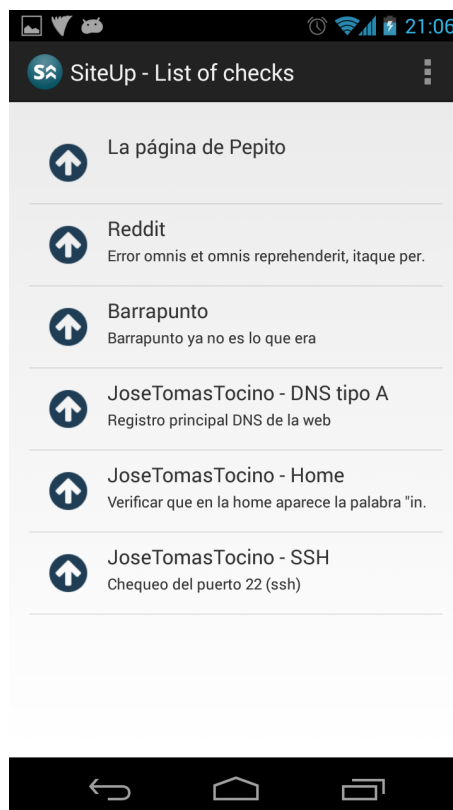 21:06
S
SiteUp - List of checks
La página de Pepito
Reddit
Error omnis et omnis reprehenderit, itaque per.
Barrapunto
Barrapunto ya no es lo que era
JoseTomasTocino - DNS tipo A
Registro principal DNS de la web
JoseTomasTocino - Home
Verificar que en la home aparece la palabra "in.
JoseTomasTocino - SSH
Chequeo del puerto 22 (ssh)